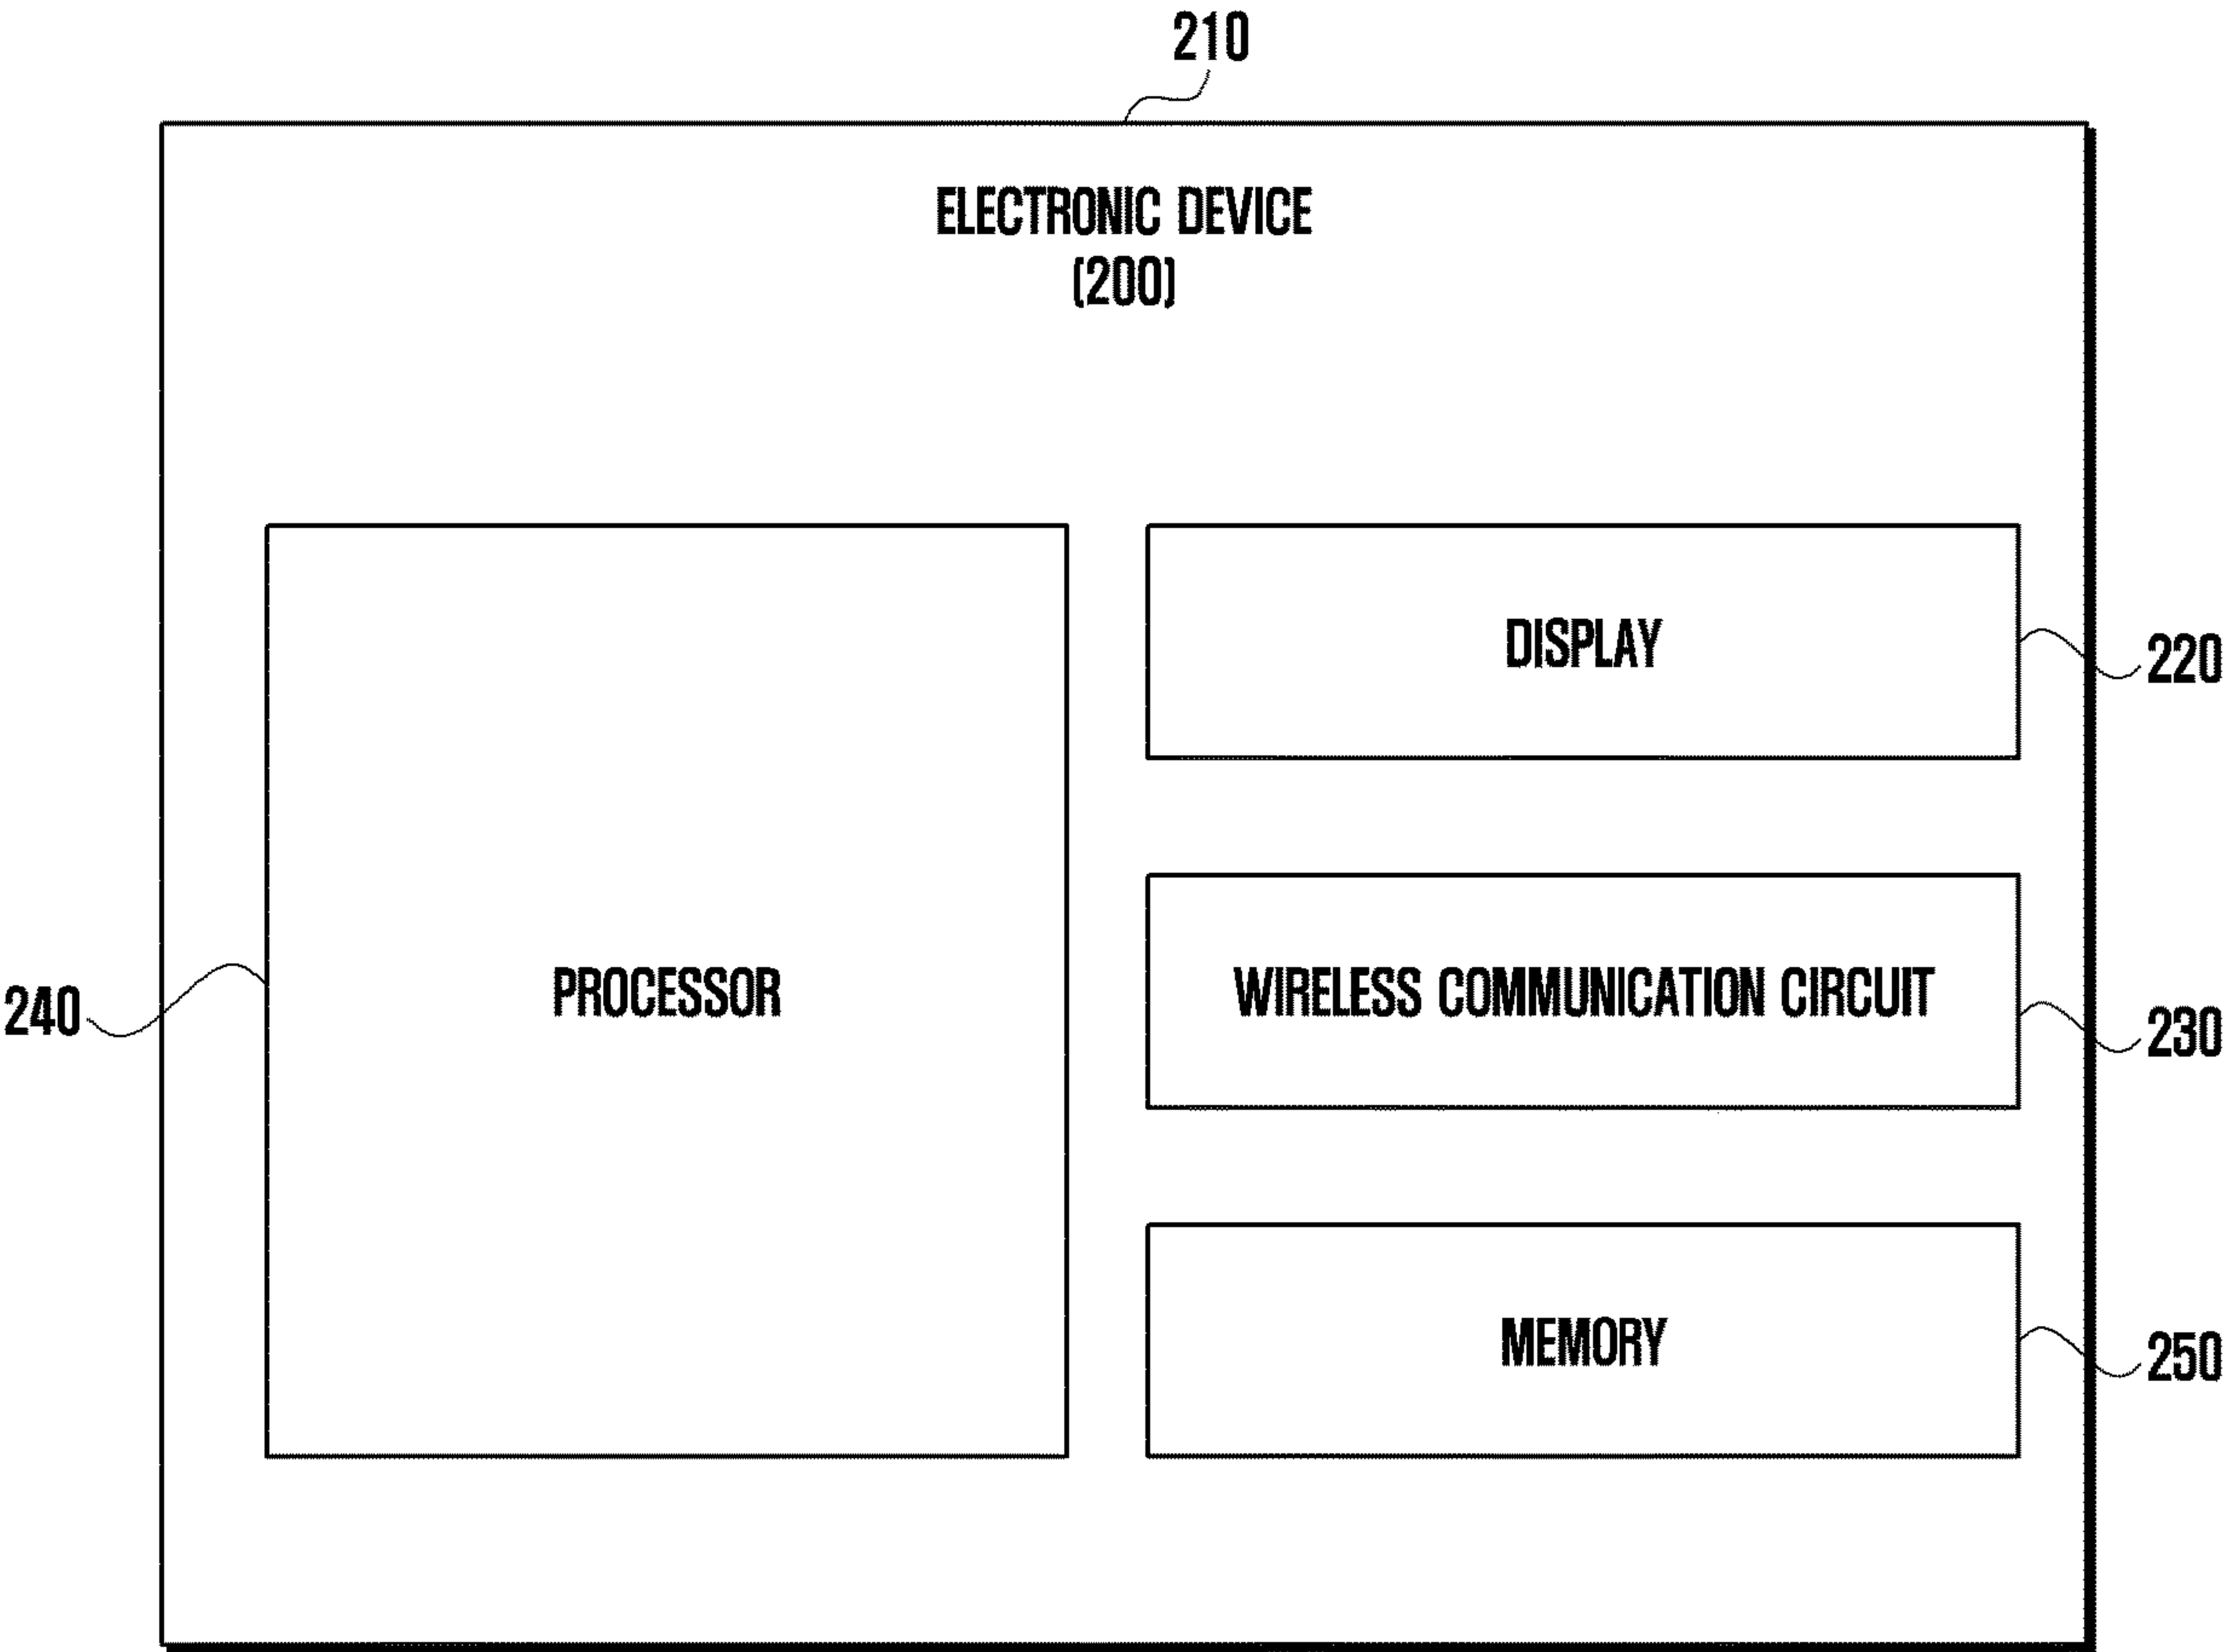 210
ELECTRONIC DEVICE
(200)
DISPLAY
220
PROCESSOR
240
WIRELESS COMMUNICATION CIRCUIT
230
MEMORY
250